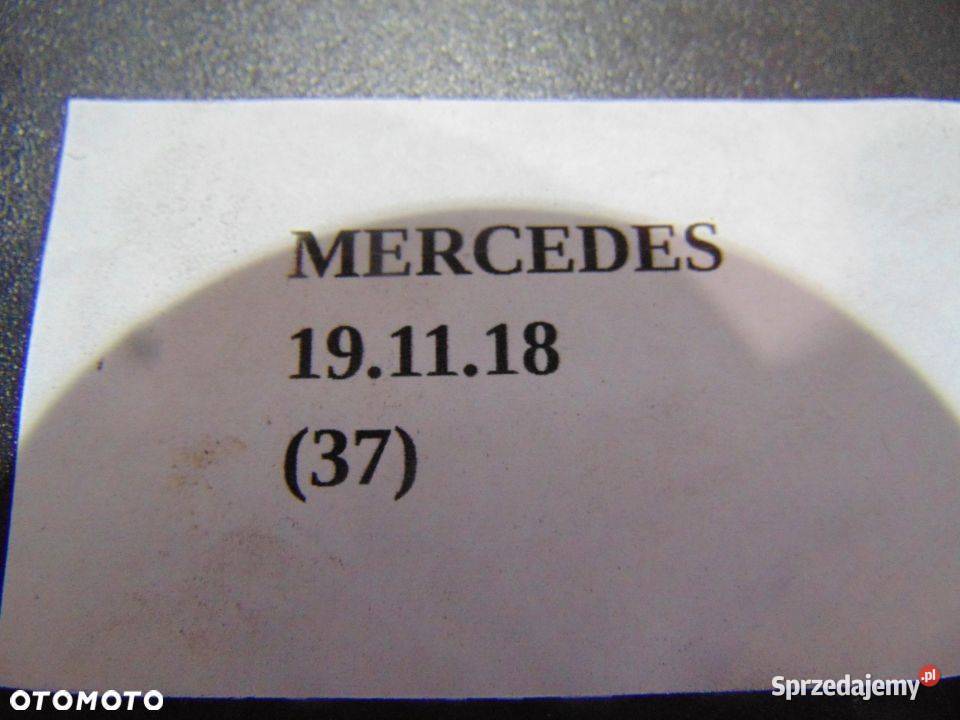 MERCEDES
19.11.18
(37)
OTOMOTO
Sprzedajemy.pl